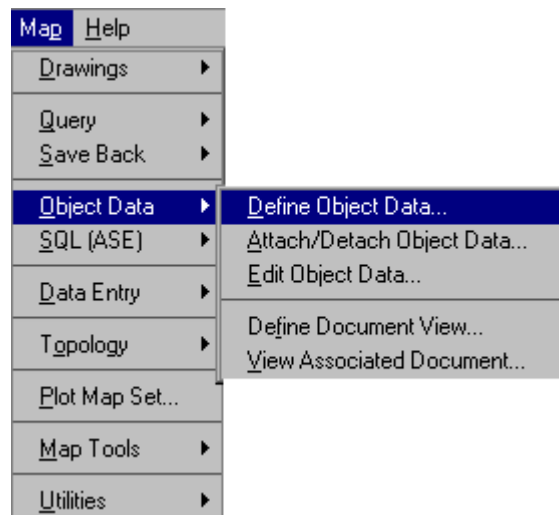 Map Help
Drawings
Query
Save Back
Object Data
SQL (ASE)
Data Entry
Topology
Plot Map Set...
Map Tools
Utilities
Define Object Data...
Attach/Detach Object Data...
Edit Object Data...
Define Document View...
View Associated Document...